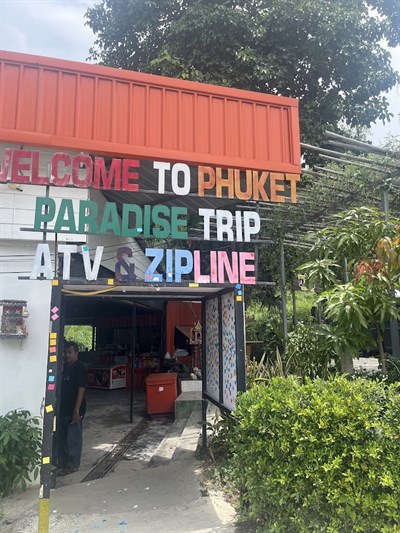 WELCOME TO PHUKET
PARADISE TRIP
ATV & ZIPLINE